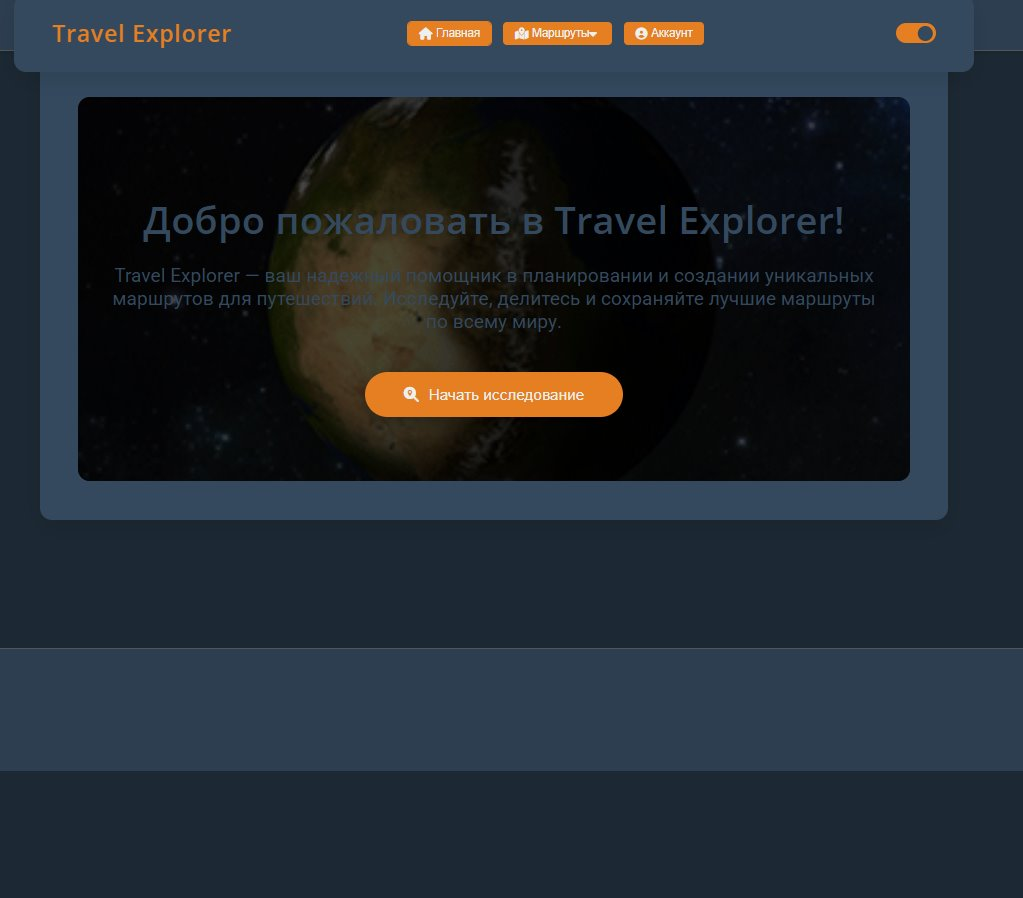 Travel Explorer
Главная
Маршруты
Аккаунт
Добро пожаловать в Travel Explorer!
Travel Explorer — ваш надежный помощник в планировании и создании уникальных
маршрутов для путешествий. Исследуйте, делитесь и сохраняйте лучшие маршруты
по всему миру.
Начать исследование